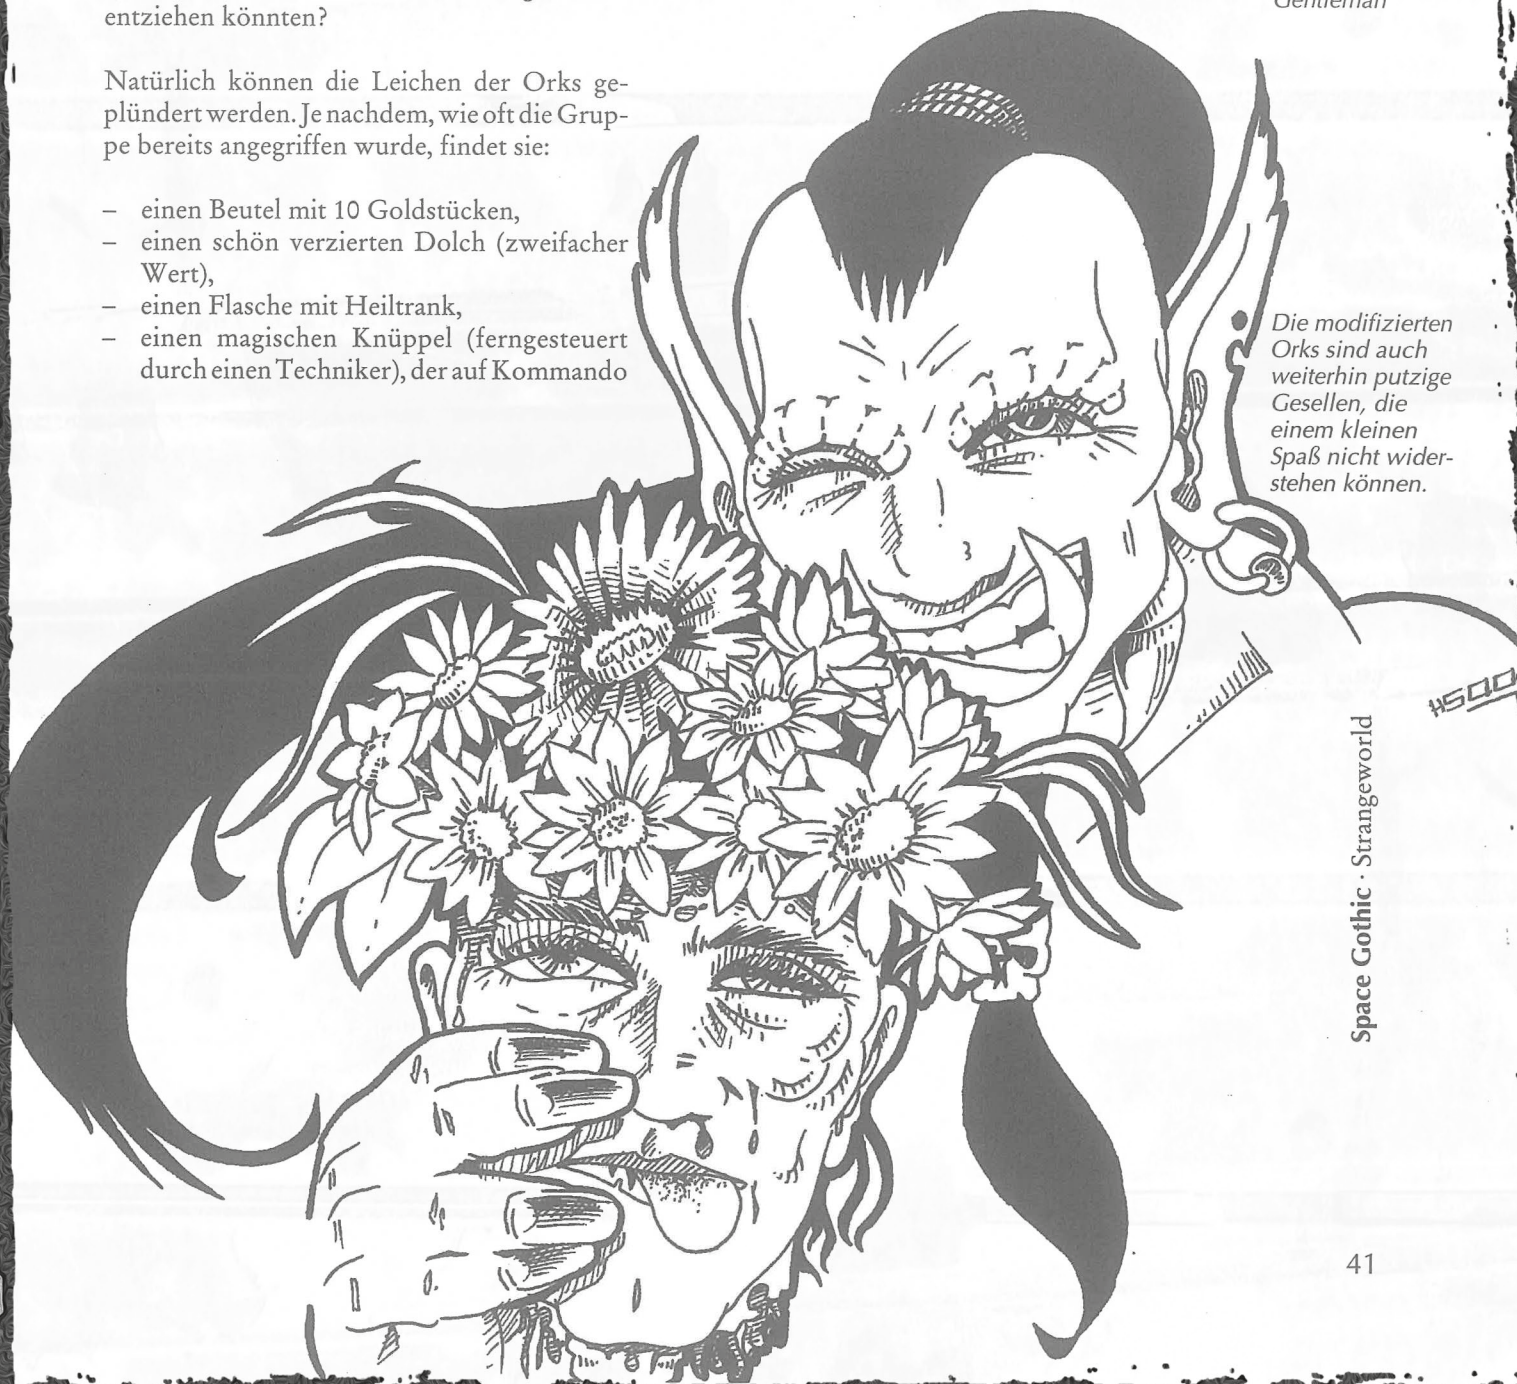 entziehen könnten?
Natürlich können die Leichen der Orks ge-
plündert werden. Je nachdem, wie oft die Grup-
pe bereits angegriffen wurde, findet sie:
– einen Beutel mit 10 Goldstücken,
– einen schön verzierten Dolch (zweifacher
Wert),
– einen Flasche mit Heiltrank,
– einen magischen Knüppel (ferngesteuert
durch einen Techniker), der auf Kommando
Gentleman
Die modifizierten
Orks sind auch
weiterhin putzige
Gesellen, die
einem kleinen
Spaß nicht wider-
stehen können.
Space Gothic · Strangeworld
41